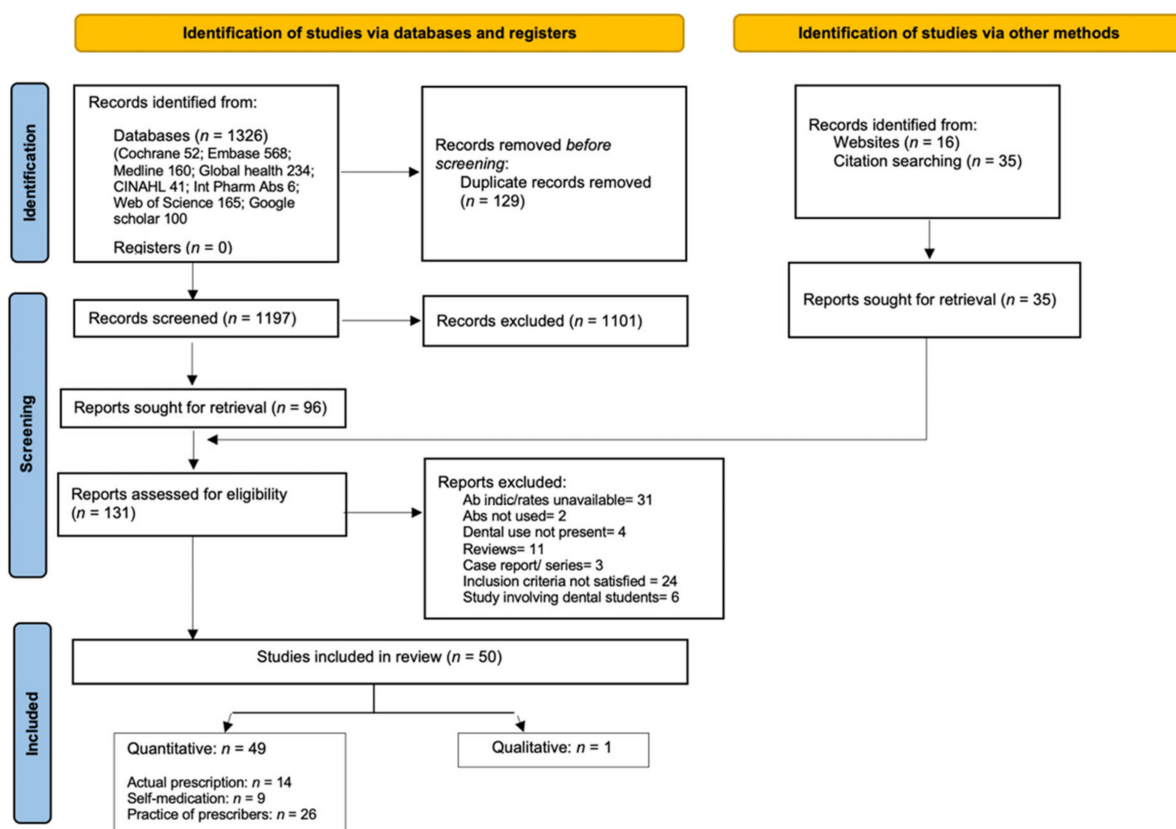 Identification of studies via databases and registers
Identification of studies via other methods
Identification
Records identified from:
Databases (n = 1326)
(Cochrane 52; Embase 568;
Medline 160; Global health 234;
CINAHL 41; Int Pharm Abs 6;
Web of Science 165; Google
scholar 100
Registers (n = 0)
Records removed before
screening:
Duplicate records removed
(n = 129)
Records identified from:
Websites (n = 16)
Citation searching (n = 35)
Screening
Records screened (n = 1197)
Records excluded (n = 1101)
Reports sought for retrieval (n = 35)
Reports sought for retrieval (n = 96)
Reports assessed for eligibility
(n = 131)
Reports excluded:
Ab indic/rates unavailable= 31
Abs not used= 2
Dental use not present= 4
Reviews= 11
Case report/ series= 3
Inclusion criteria not satisfied = 24
Study involving dental students= 6
Included
Studies included in review (n = 50)
Quantitative: n = 49
Actual prescription: n = 14
Self-medication: n = 9
Practice of prescribers: n = 26
Qualitative: n = 1